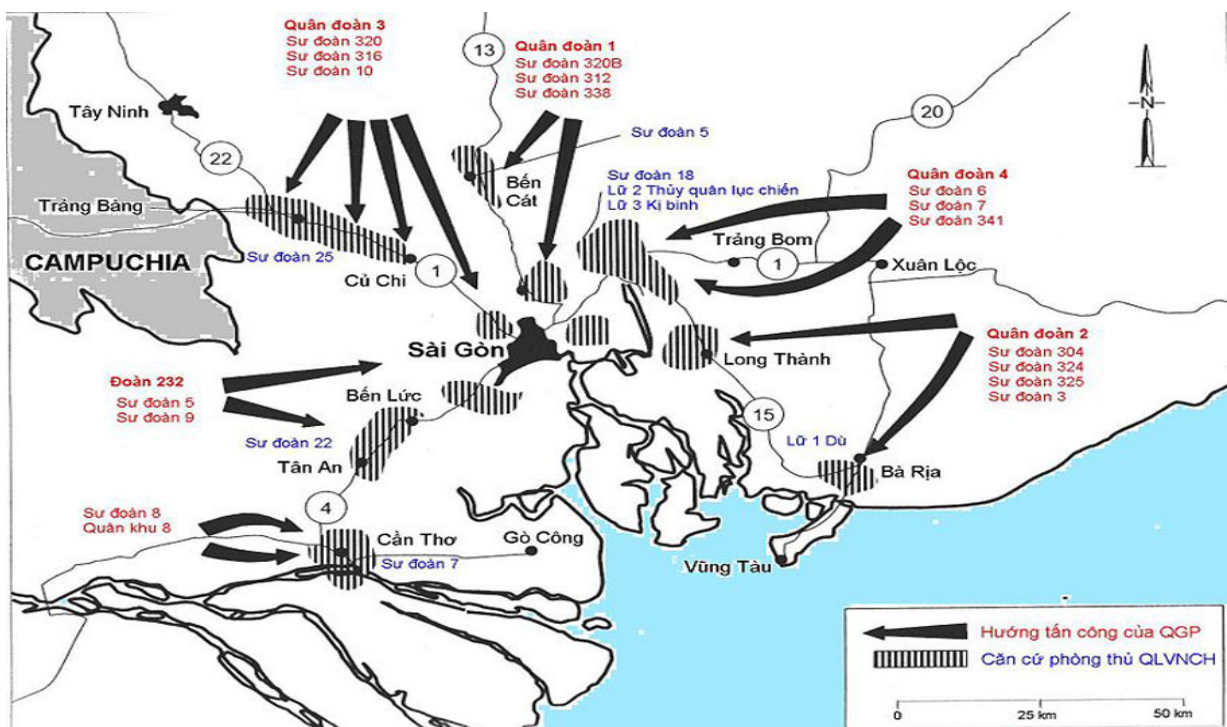 Quân đoàn 3
Sư đoàn 320
Sư đoàn 316
Sư đoàn 10
13
Quân đoàn 1
Sư đoàn 320B
Sư đoàn 312
Sư đoàn 338
N
20
Tây Ninh
22
Sư đoàn 5
Bến
Cát
Sư đoàn 18
Lữ 2 Thủy quân lục chiến
Lữ 3 Kị binh
Quân đoàn 4
Sư đoàn 6
Sư đoàn 7
Sư đoàn 341
Trảng Bàng
CAMPUCHIA
Sư đoàn 25
Củ Chi
1
Trảng Bom
1
Xuân Lộc
Sài Gòn
Long Thành
Quân đoàn 2
Sư đoàn 304
Sư đoàn 324
Sư đoàn 325
Sư đoàn 3
Đoàn 232
Sư đoàn 5
Sư đoàn 9
Bến Lức
15
Sư đoàn 22
Tân An
Lữ 1 Dù
Bà Rịa
4
Sư đoàn 8
Quân khu 8
Cần Thơ
Sư đoàn 7
Gò Công
Vũng Tàu
Hướng tấn công của QGP
Căn cứ phòng thủ QLVNCH
0
25 km
50 km